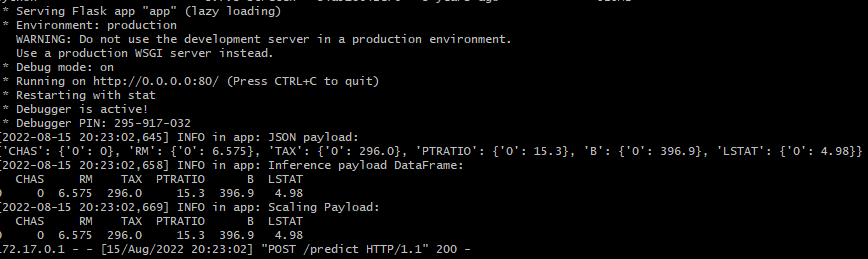 * Serving Flask app "app" (lazy loading)
* Environment: production
WARNING: Do not use the development server in a production environment.
Use a production WSGI server instead.
* Debug mode: on
* Running on http://0.0.0.0:80/ (Press CTRL+C to quit)
* Restarting with stat
* Debugger is active!
* Debugger PIN: 295-917-032
[2022-08-15 20:23:02,645] INFO in app: JSON payload:
{'CHAS': {'0': 0}, 'RM': {'0': 6.575}, 'TAX': {'0': 296.0}, 'PTRATIO': {'0': 15.3}, 'B': {'0': 396.9}, 'LSTAT': {'0': 4.98}}
[2022-08-15 20:23:02,658] INFO in app: Inference payload DataFrame:
CHAS RM TAX PTRATIO B LSTAT
0 0 6.575 296.0 15.3 396.9 4.98
[2022-08-15 20:23:02,669] INFO in app: Scaling Payload:
CHAS RM TAX PTRATIO B LSTAT
0 0 6.575 296.0 15.3 396.9 4.98
172.17.0.1 - - [15/Aug/2022 20:23:02] "POST /predict HTTP/1.1" 200 -